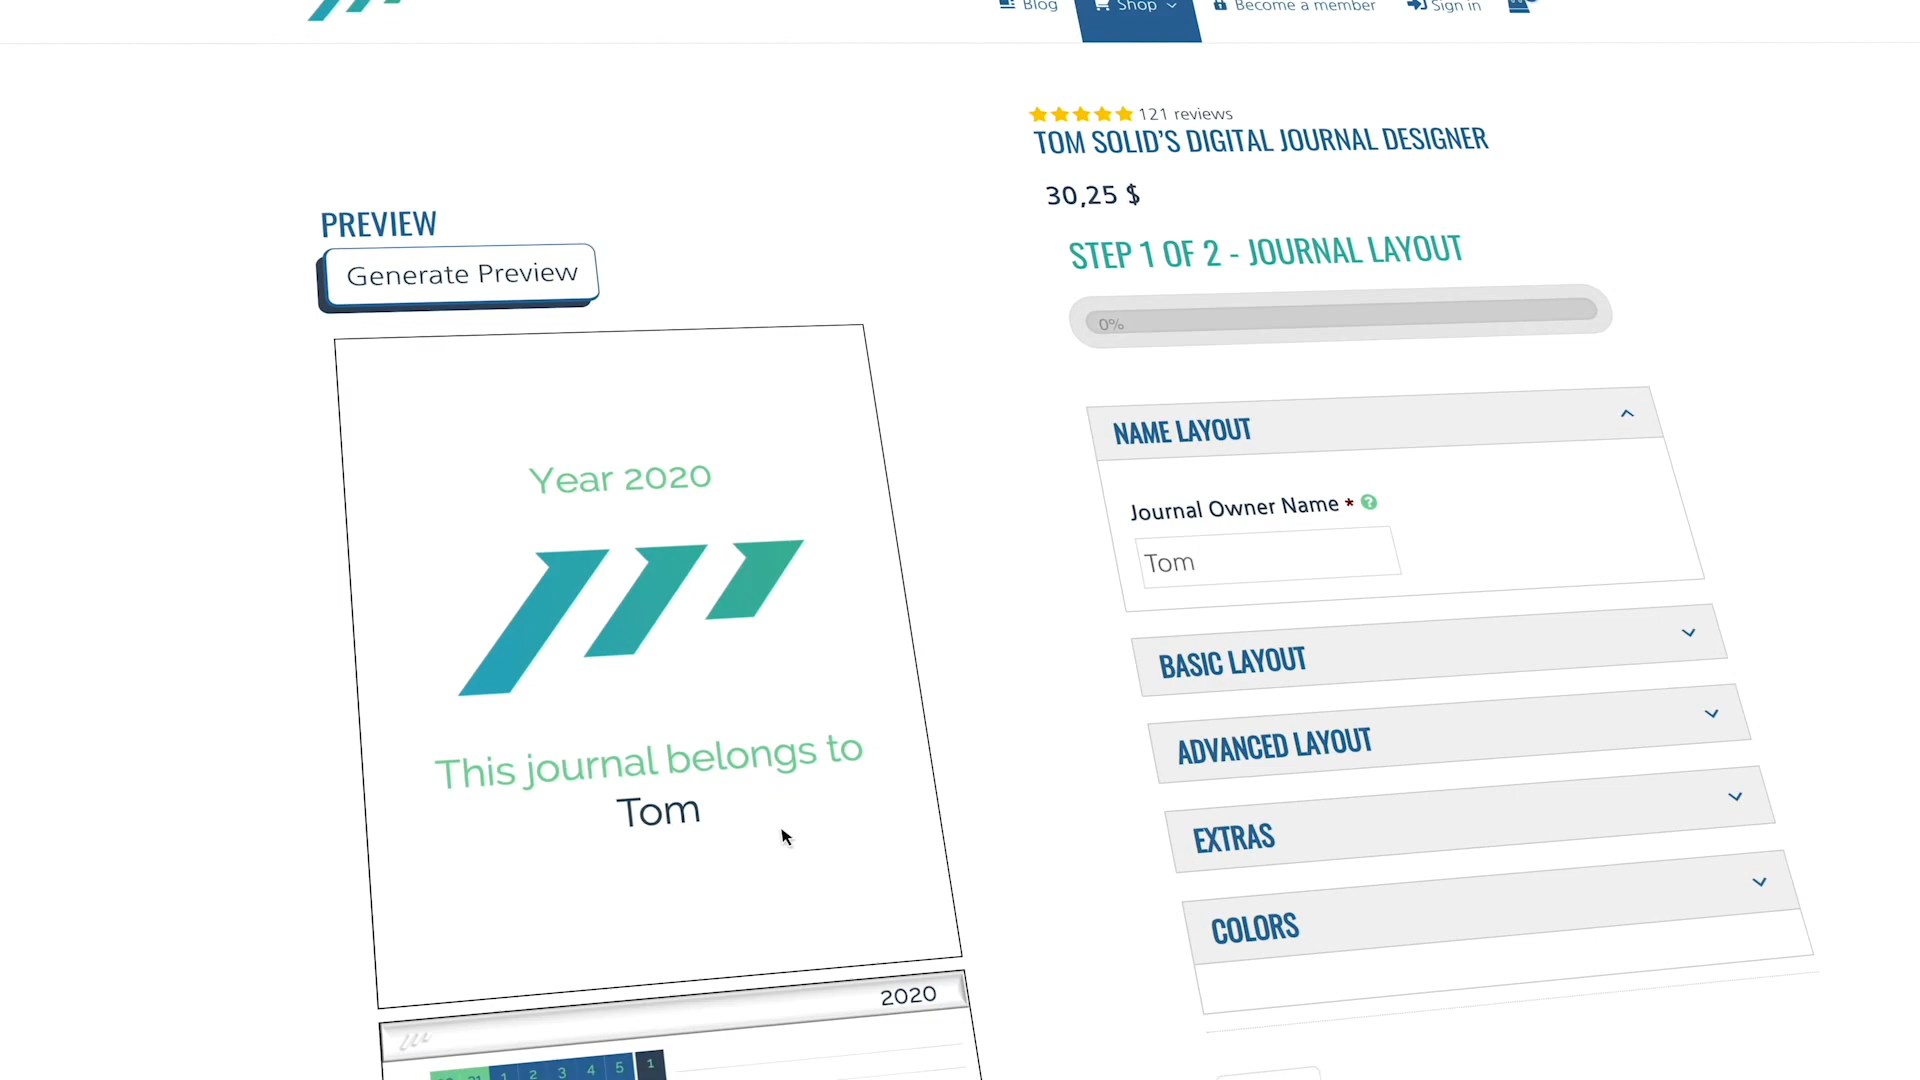 Blog
Shop
Become a member
Sign in
121 reviews
TOM SOLID'S DIGITAL JOURNAL DESIGNER
30,25 $
PREVIEW
Generate Preview
STEP 1 OF 2 - JOURNAL LAYOUT
0%
NAME LAYOUT
Journal Owner Name * ?
Tom
Year 2020
This journal belongs to
Tom
BASIC LAYOUT
ADVANCED LAYOUT
EXTRAS
COLORS
2020
1 2 3 4 5 1